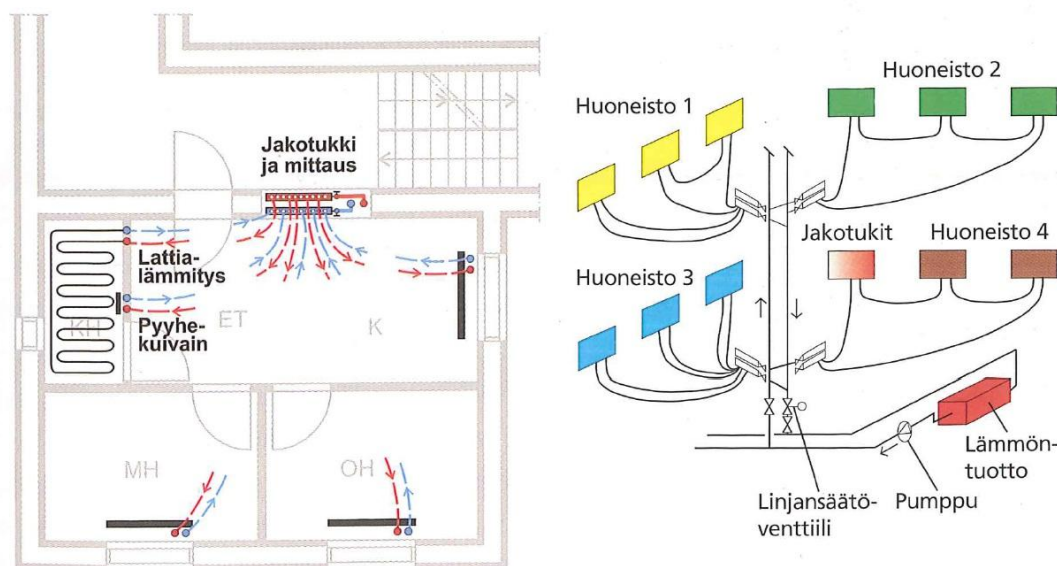 Jakotukki
ja mittaus
Lattia-
lämmitys
Pyyhe-
kuivain
KH
ET
K
MH
OH
Huoneisto 1
Huoneisto 2
Jakotukit
Huoneisto 4
Huoneisto 3
Lämmön-
tuotto
Pumppu
Linjansäätö-
venttiili